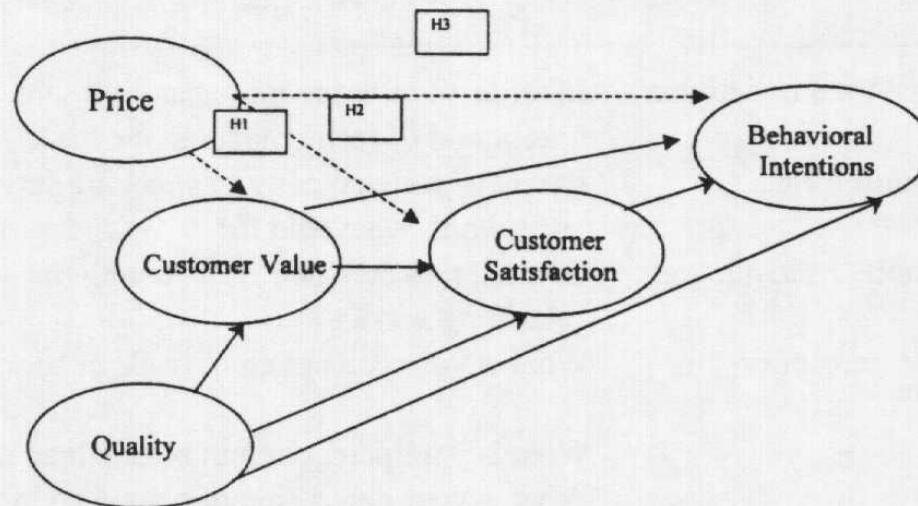 H3
Price
H1
H2
Behavioral
Intentions
Customer Value
Customer
Satisfaction
Quality